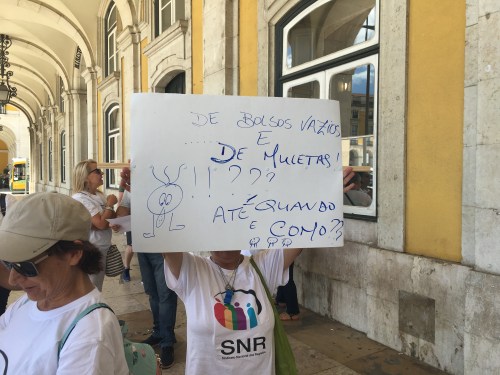 DE BOLSOS VAZIOS
E
DE MULETAS!
!! ???
ATÉ QUANDO
E COMO??
SNR